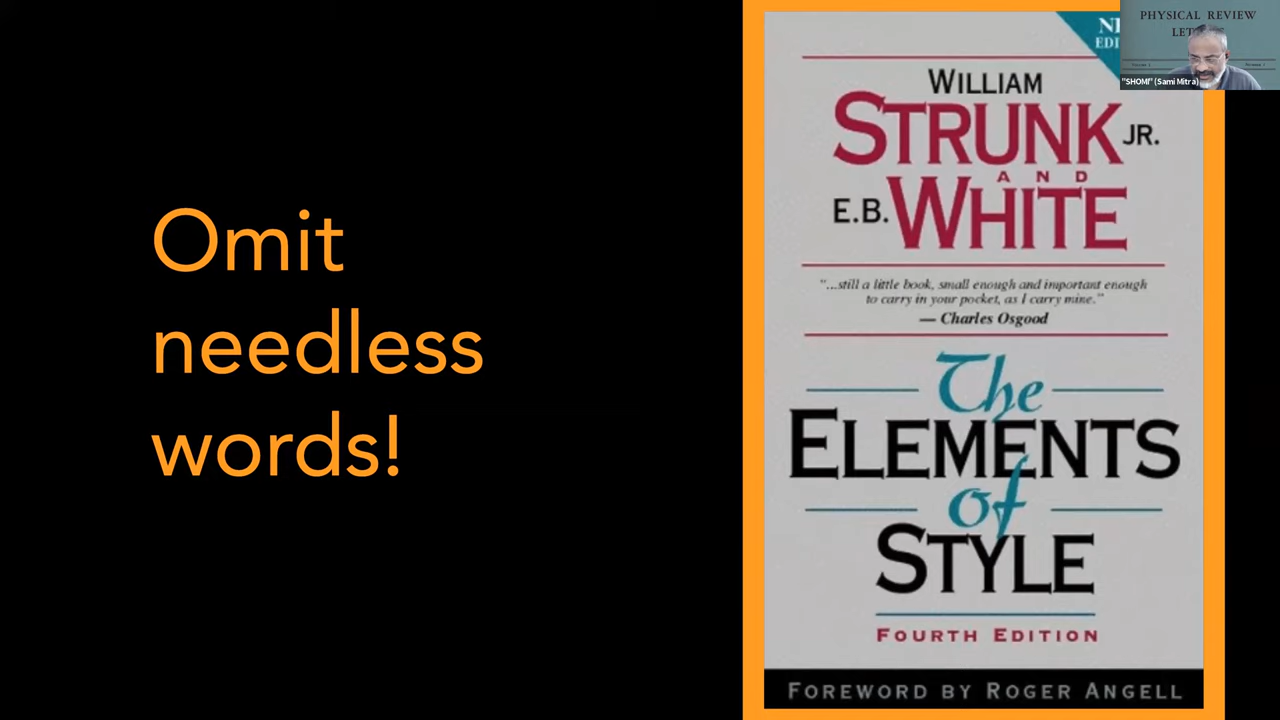 Omit
needless
words!
WILLIAM
STRUNK JR.
AND
E.B. WHITE
"...still a little book, small enough and important enough
to carry in your pocket, as I carry mine."
— Charles Osgood
The
ELEMENTS
of
STYLE
FOURTH EDITION
FOREWORD BY ROGER ANGELL
PHYSICAL REVIEW
"SHOMI" (Sami Mitra)